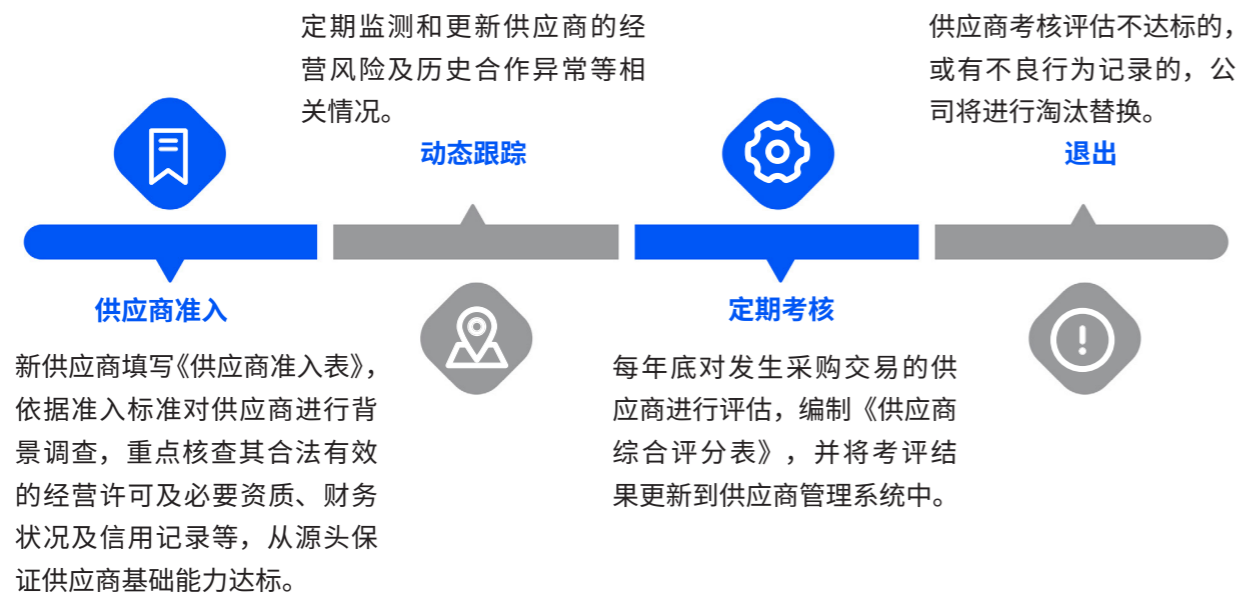 供应商准入
新供应商填写《供应商准入表》，
依据准入标准对供应商进行背
景调查，重点核查其合法有效
的经营许可及必要资质、财务
状况及信用记录等，从源头保
证供应商基础能力达标。
定期监测和更新供应商的经
营风险及历史合作异常等相
关情况。
动态跟踪
定期考核
每年底对发生采购交易的供
应商进行评估，编制《供应商
综合评分表》，并将考评结
果更新到供应商管理系统中。
供应商考核评估不达标的，
或有不良行为记录的，公
司将进行淘汰替换。
退出